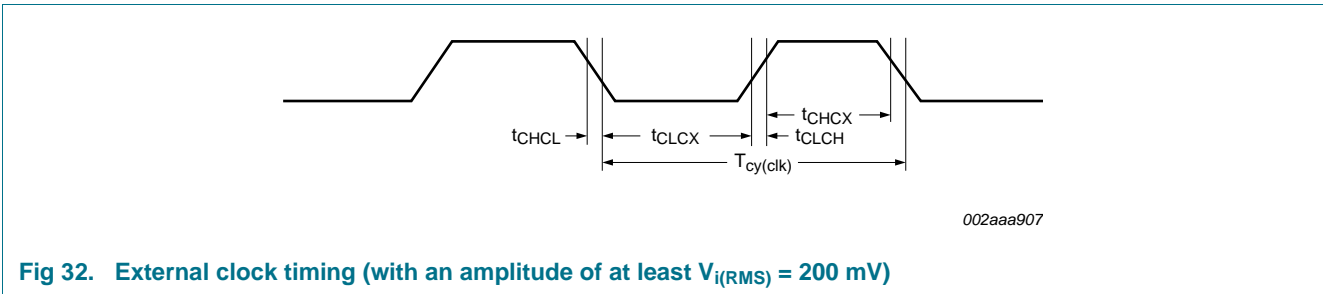 tCHCX
tCHCL tCLCX tCLCH
Tcy(clk)
002aaa907
Fig 32. External clock timing (with an amplitude of at least Vi(RMS) = 200 mV)